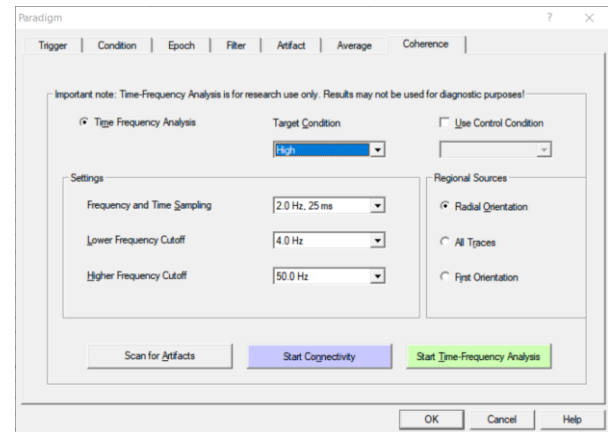 Paradigm
Trigger Condition Epoch Filter Artifact Average Coherence
Important note: Time-Frequency Analysis is for research use only. Results may not be used for diagnostic purposes!
Time Frequency Analysis Target Condition Use Control Condition
High
Settings Regional Sources
Frequency and Time Sampling 2.0 Hz, 25 ms Radial Orientation
Lower Frequency Cutoff 4.0 Hz All Traces
Higher Frequency Cutoff 50.0 Hz First Orientation
Scan for Artifacts Start Connectivity Start Time-Frequency Analysis
OK Cancel Help